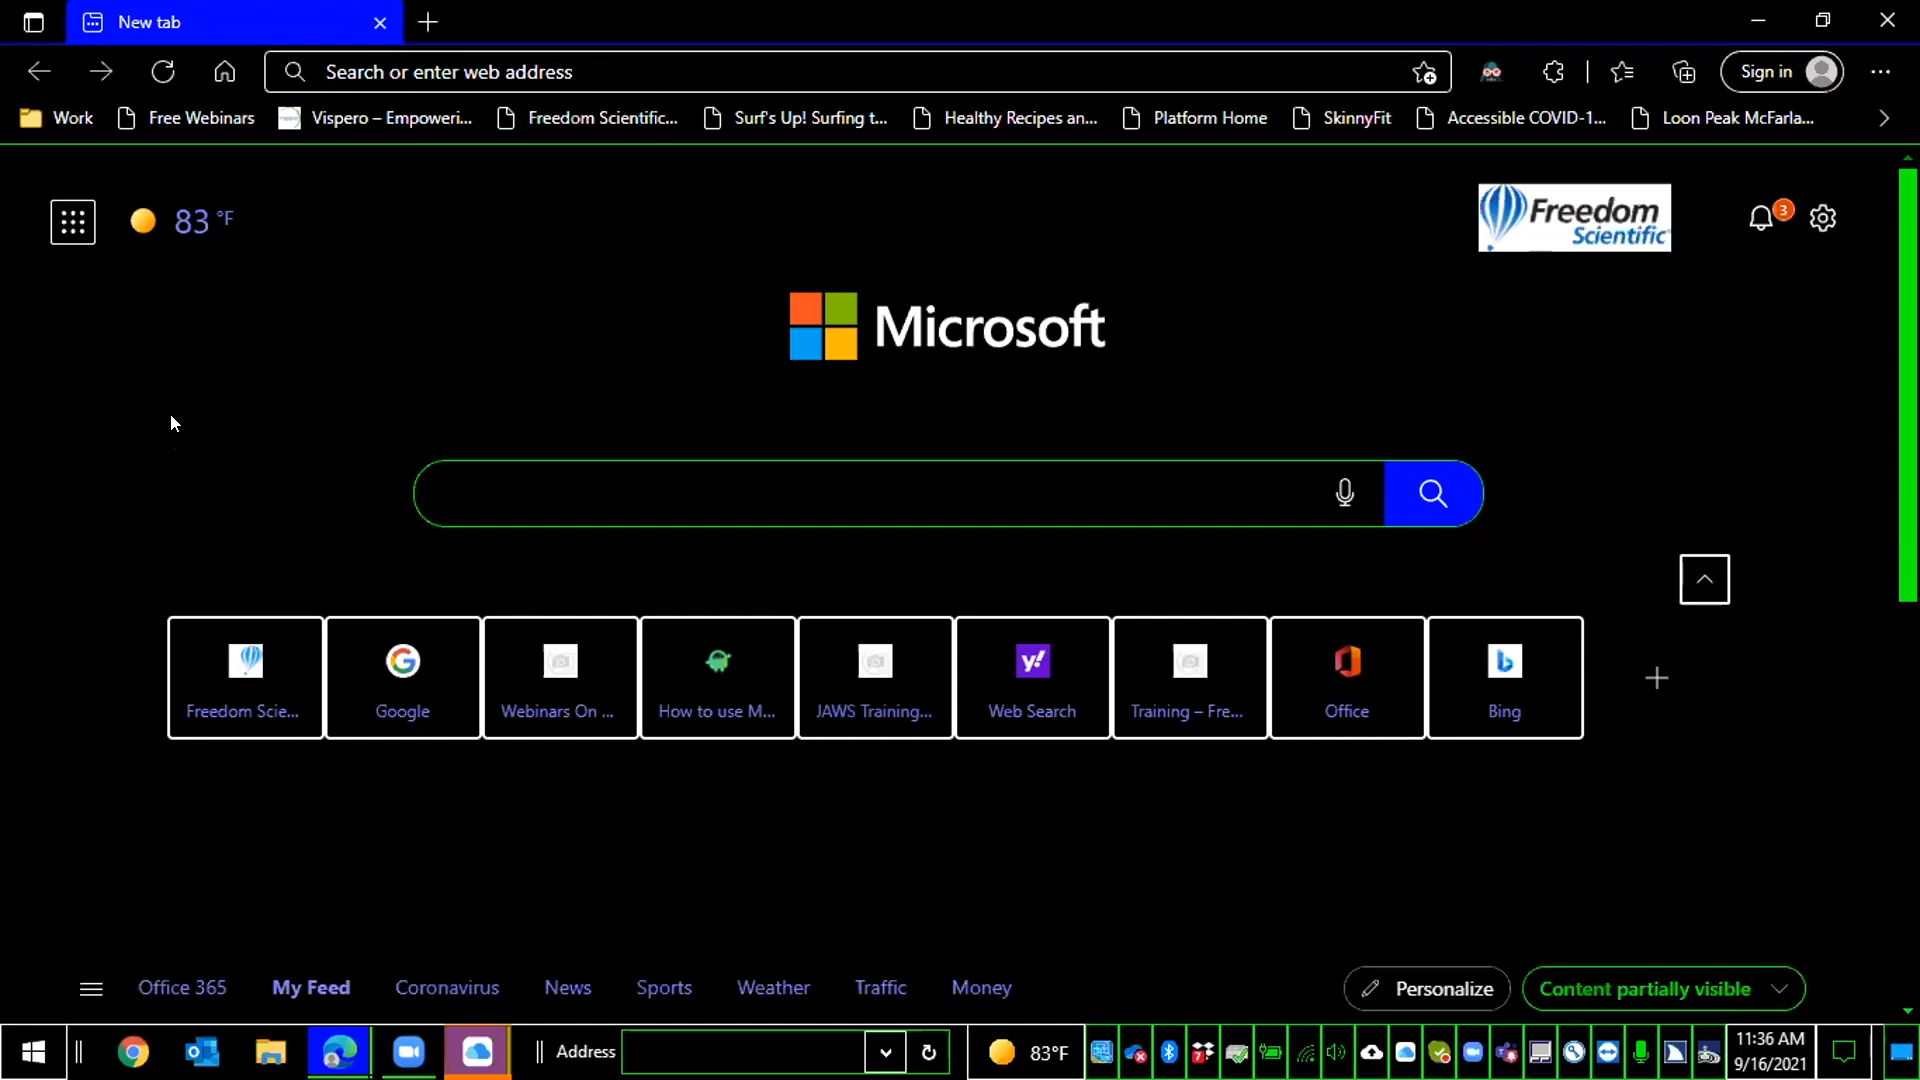 New tab
Search or enter web address
Sign in
Work
Free Webinars
Vispero – Empoweri...
Freedom Scientific...
Surf's Up! Surfing t...
Healthy Recipes an...
Platform Home
SkinnyFit
Accessible COVID-1...
Loon Peak McFarla...
83 °F
Freedom
Scientific
3
Microsoft
Freedom Scie...
Google
Webinars On ...
How to use M...
JAWS Training...
Web Search
Training – Fre...
Office
Bing
Office 365
My Feed
Coronavirus
News
Sports
Weather
Traffic
Money
Personalize
Content partially visible
Address
83°F
11:36 AM
9/16/2021